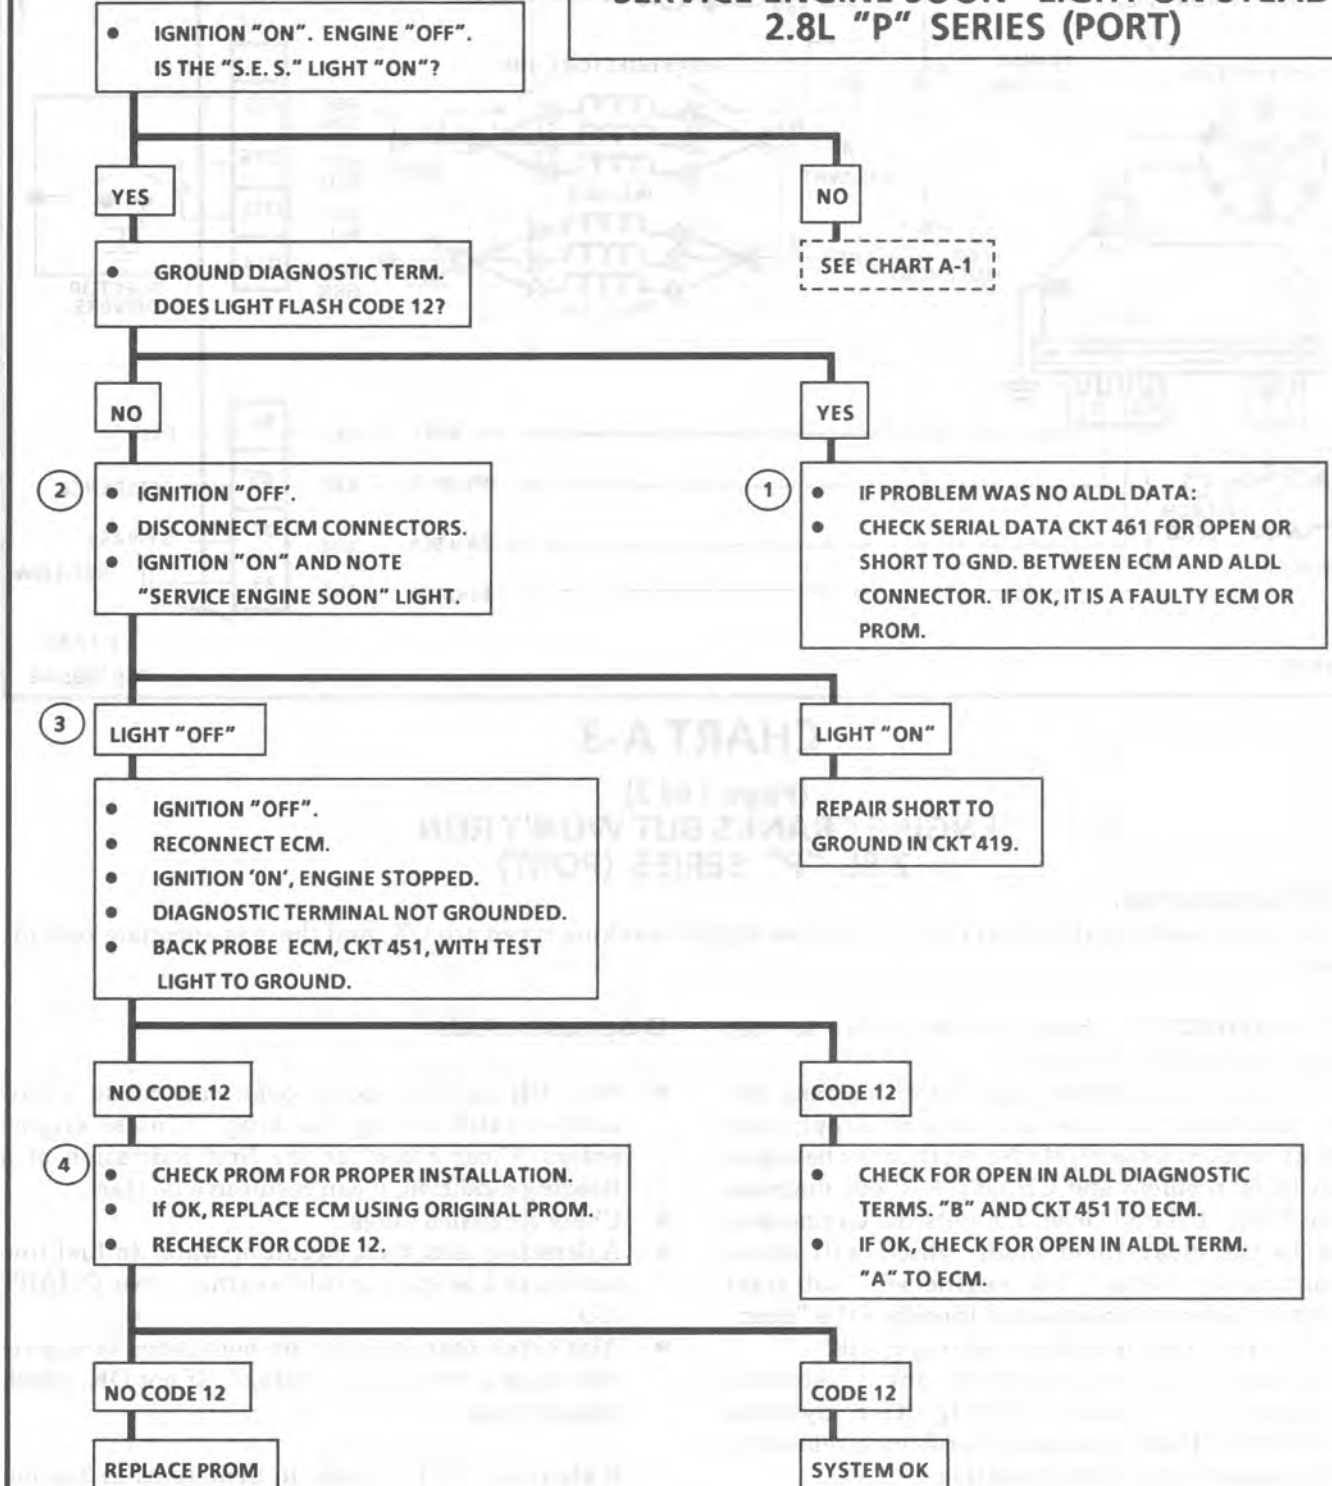 "SERVICE ENGINE SOON" LIGHT ON
2.8L "P" SERIES (PORT)
• IGNITION "ON". ENGINE "OFF".
IS THE "S.E. S." LIGHT "ON"?
YES
NO
• GROUND DIAGNOSTIC TERM.
DOES LIGHT FLASH CODE 12?
SEE CHART A-1
NO
YES
2
• IGNITION "OFF".
• DISCONNECT ECM CONNECTORS.
• IGNITION "ON" AND NOTE
"SERVICE ENGINE SOON" LIGHT.
1
• IF PROBLEM WAS NO ALDL DATA:
• CHECK SERIAL DATA CKT 461 FOR OPEN OR
SHORT TO GND. BETWEEN ECM AND ALDL
CONNECTOR. IF OK, IT IS A FAULTY ECM OR
PROM.
3
LIGHT "OFF"
LIGHT "ON"
• IGNITION "OFF".
• RECONNECT ECM.
• IGNITION '0N', ENGINE STOPPED.
• DIAGNOSTIC TERMINAL NOT GROUNDED.
• BACK PROBE ECM, CKT 451, WITH TEST
LIGHT TO GROUND.
REPAIR SHORT TO
GROUND IN CKT 419.
NO CODE 12
CODE 12
4
• CHECK PROM FOR PROPER INSTALLATION.
• If OK, REPLACE ECM USING ORIGINAL PROM.
• RECHECK FOR CODE 12.
• CHECK FOR OPEN IN ALDL DIAGNOSTIC
TERMS. "B" AND CKT 451 TO ECM.
• IF OK, CHECK FOR OPEN IN ALDL TERM.
"A" TO ECM.
NO CODE 12
CODE 12
REPLACE PROM
SYSTEM OK